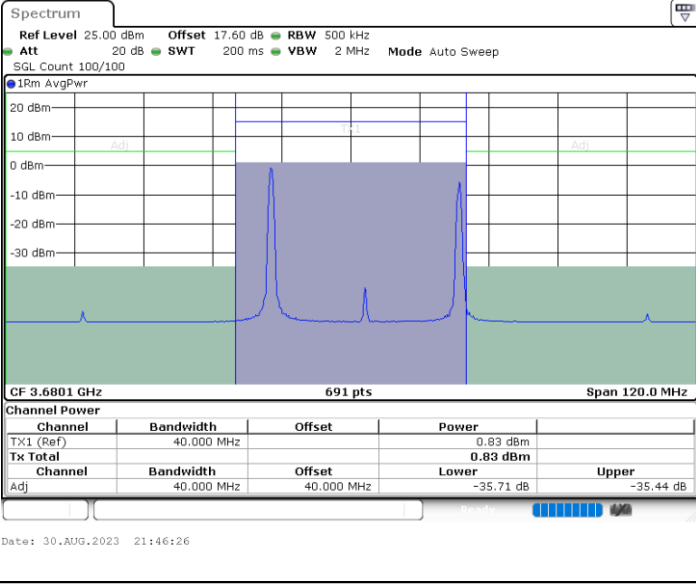 Spectrum
Ref Level 25.00 dBm Offset 17.60 dB RBW 500 kHz
Att 20 dB SWT 200 ms VBW 2 MHz Mode Auto Sweep
SGL Count 100/100
1Rm AvgPwr
20 dBm
TX1
10 dBm
Adj Adj
0 dBm
-10 dBm
-20 dBm
-30 dBm
CF 3.6801 GHz 691 pts Span 120.0 MHz
Channel Power
Channel Bandwidth Offset Power
TX1 (Ref) 40.000 MHz 0.83 dBm
Tx Total 0.83 dBm
Channel Bandwidth Offset Lower Upper
Adj 40.000 MHz 40.000 MHz -35.71 dB -35.44 dB
Ready
Date: 30.AUG.2023 21:46:26